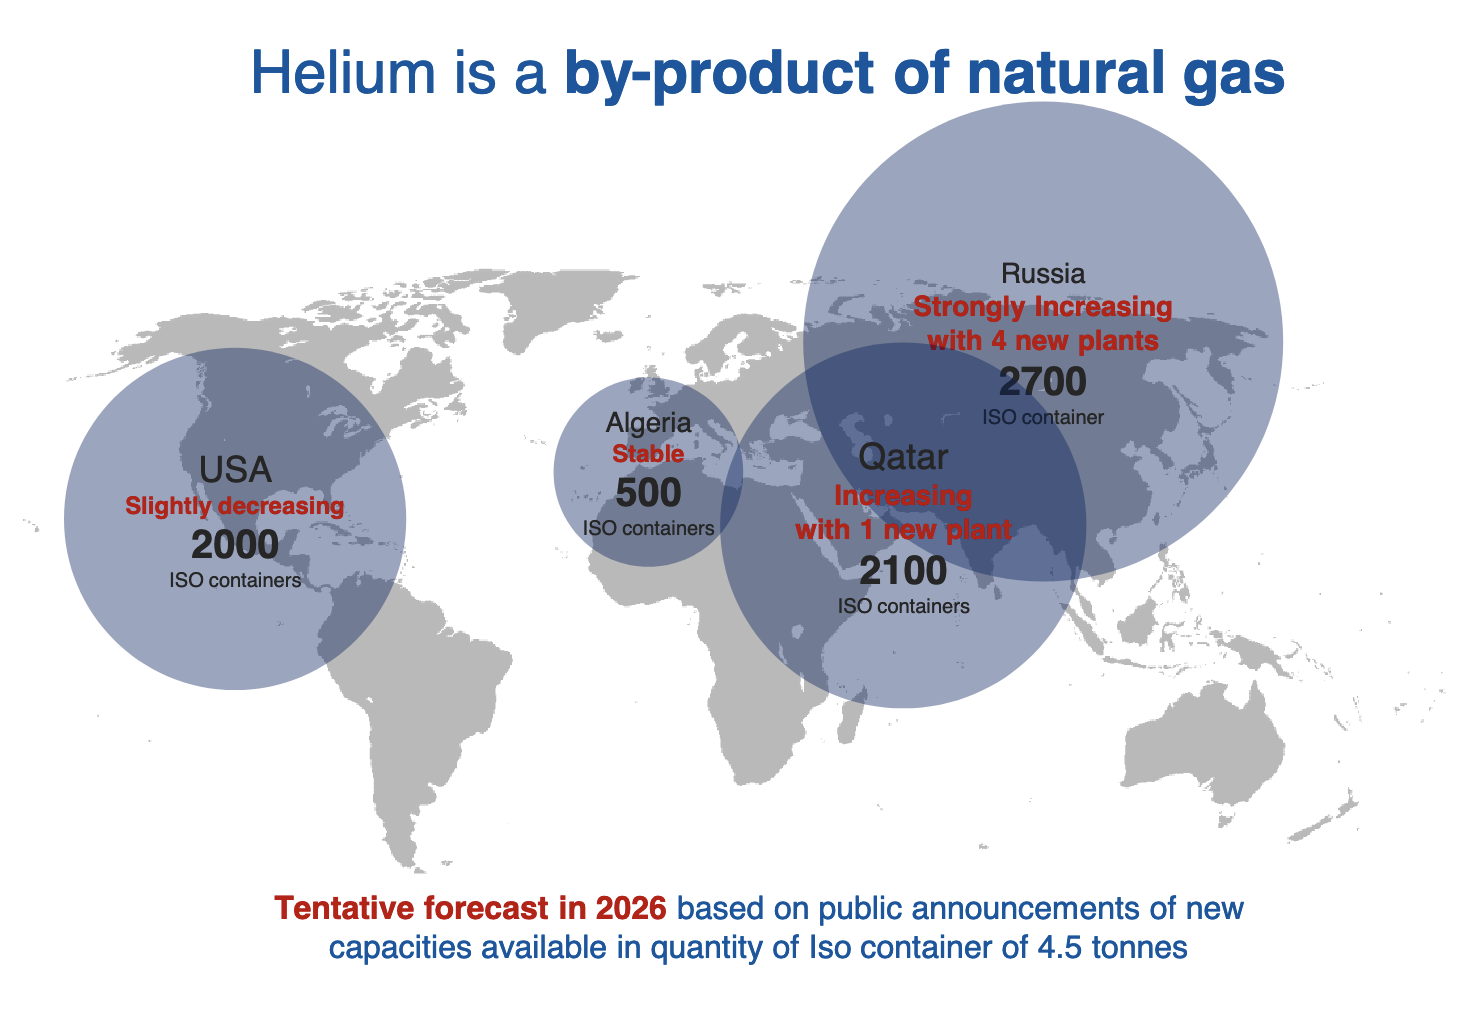 Helium is a by-product of natural gas
Russia
Strongly Increasing
with 4 new plants
2700
ISO container
Algeria
Stable
500
ISO containers
USA
Slightly decreasing
2000
ISO containers
Qatar
Increasing
with 1 new plant
2100
ISO containers
Tentative forecast in 2026 based on public announcements of new
capacities available in quantity of Iso container of 4.5 tonnes